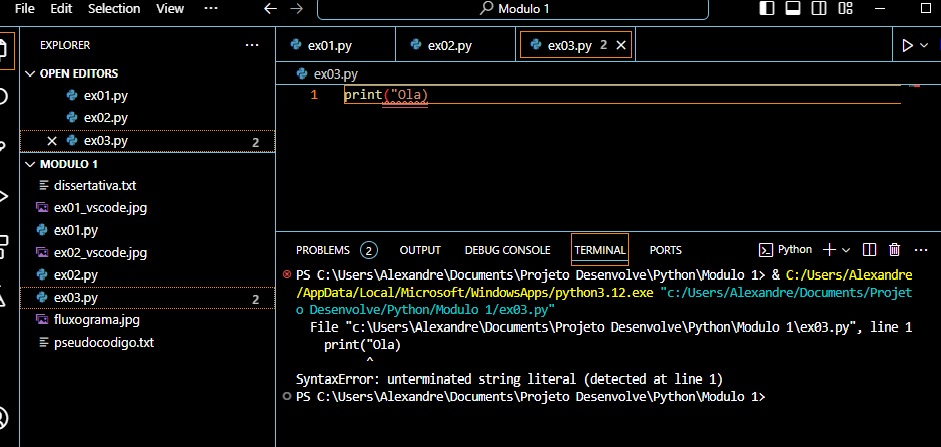 File Edit Selection View ··· Modulo 1
EXPLORER ···
OPEN EDITORS
ex01.py
ex02.py
ex03.py 2
MODULO 1
dissertativa.txt
ex01_vscode.jpg
ex01.py
ex02_vscode.jpg
ex02.py
ex03.py 2
fluxograma.jpg
pseudocodigo.txt
ex01.py ex02.py ex03.py 2
ex03.py
1 print("Ola)
PROBLEMS 2 OUTPUT DEBUG CONSOLE TERMINAL PORTS Python ···
PS C:\Users\Alexandre\Documents\Projeto Desenvolve\Python\Modulo 1> & C:/Users/Alexandre
/AppData/Local/Microsoft/WindowsApps/python3.12.exe "c:/Users/Alexandre/Documents/Projet
o Desenvolve/Python/Modulo 1/ex03.py"
File "c:\Users\Alexandre\Documents\Projeto Desenvolve\Python\Modulo 1\ex03.py", line 1
print("Ola)
^
SyntaxError: unterminated string literal (detected at line 1)
PS C:\Users\Alexandre\Documents\Projeto Desenvolve\Python\Modulo 1>